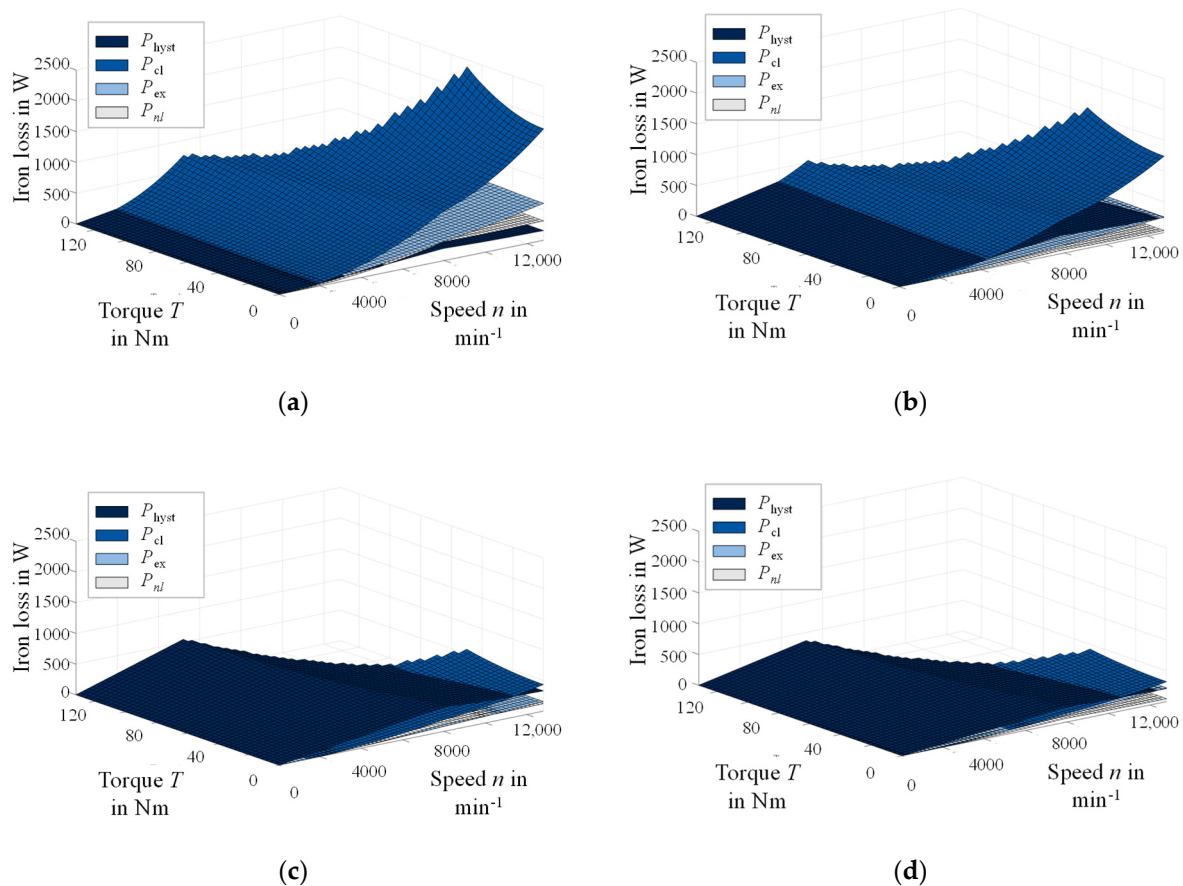 P_hyst
P_cl
P_ex
P_nl
Iron loss in W
2500
2000
1500
1000
500
0
120
80
40
0
Torque T
in Nm
0
4000
8000
12,000
Speed n in
min⁻¹
(a)
P_hyst
P_cl
P_ex
P_nl
Iron loss in W
2500
2000
1500
1000
500
0
120
80
40
0
Torque T
in Nm
0
4000
8000
12,000
Speed n in
min⁻¹
(b)
P_hyst
P_cl
P_ex
P_nl
Iron loss in W
2500
2000
1500
1000
500
0
120
80
40
0
Torque T
in Nm
0
4000
8000
12,000
Speed n in
min⁻¹
(c)
P_hyst
P_cl
P_ex
P_nl
Iron loss in W
2500
2000
1500
1000
500
0
120
80
40
0
Torque T
in Nm
0
4000
8000
12,000
Speed n in
min⁻¹
(d)